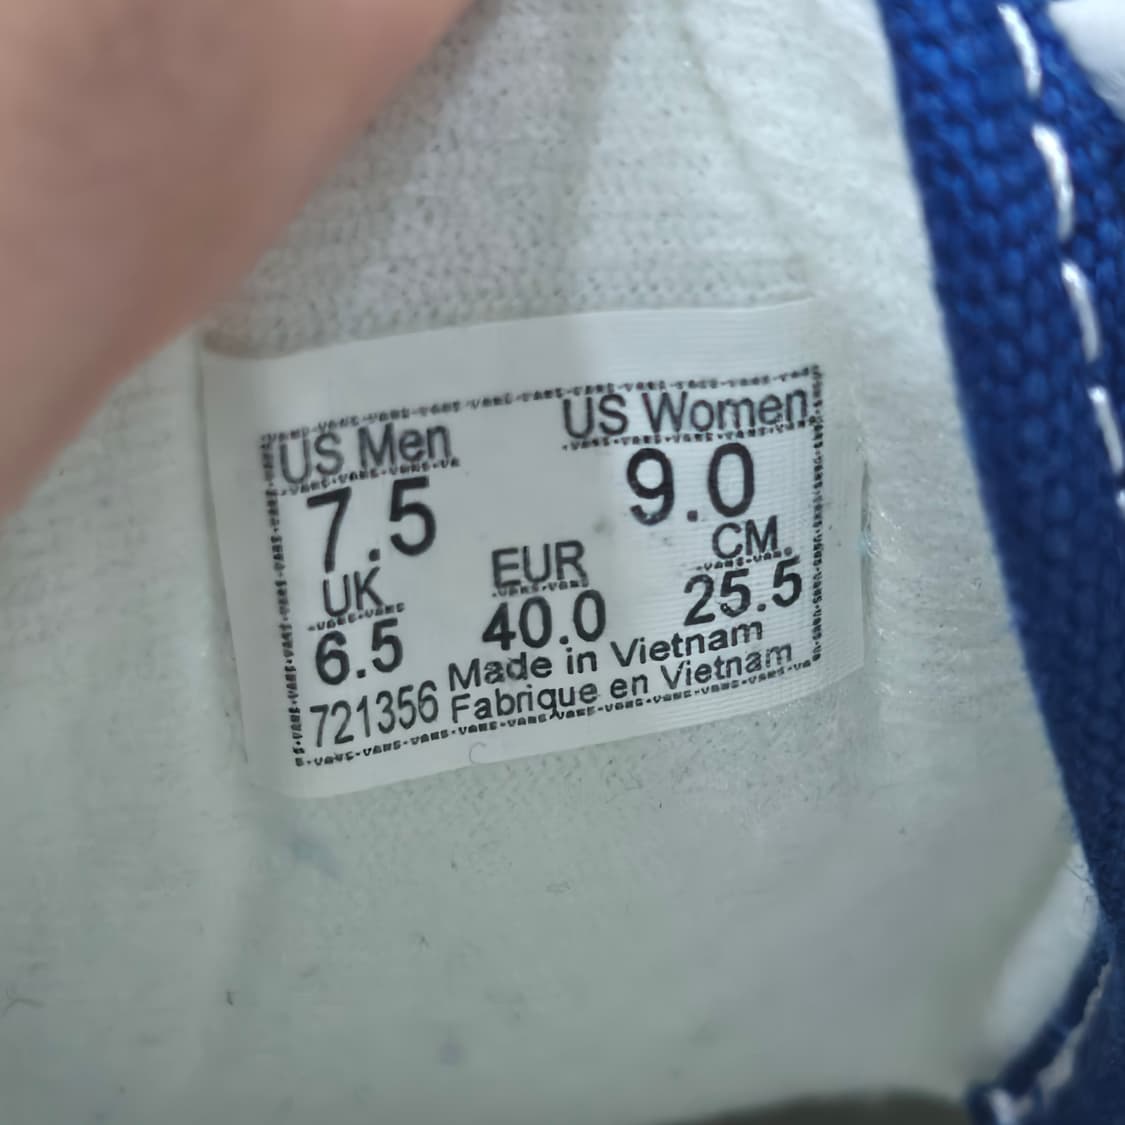 US Men US Women
7.5 9.0
UK EUR CM
6.5 40.0 25.5
Made in Vietnam
721356 Fabrique en Vietnam